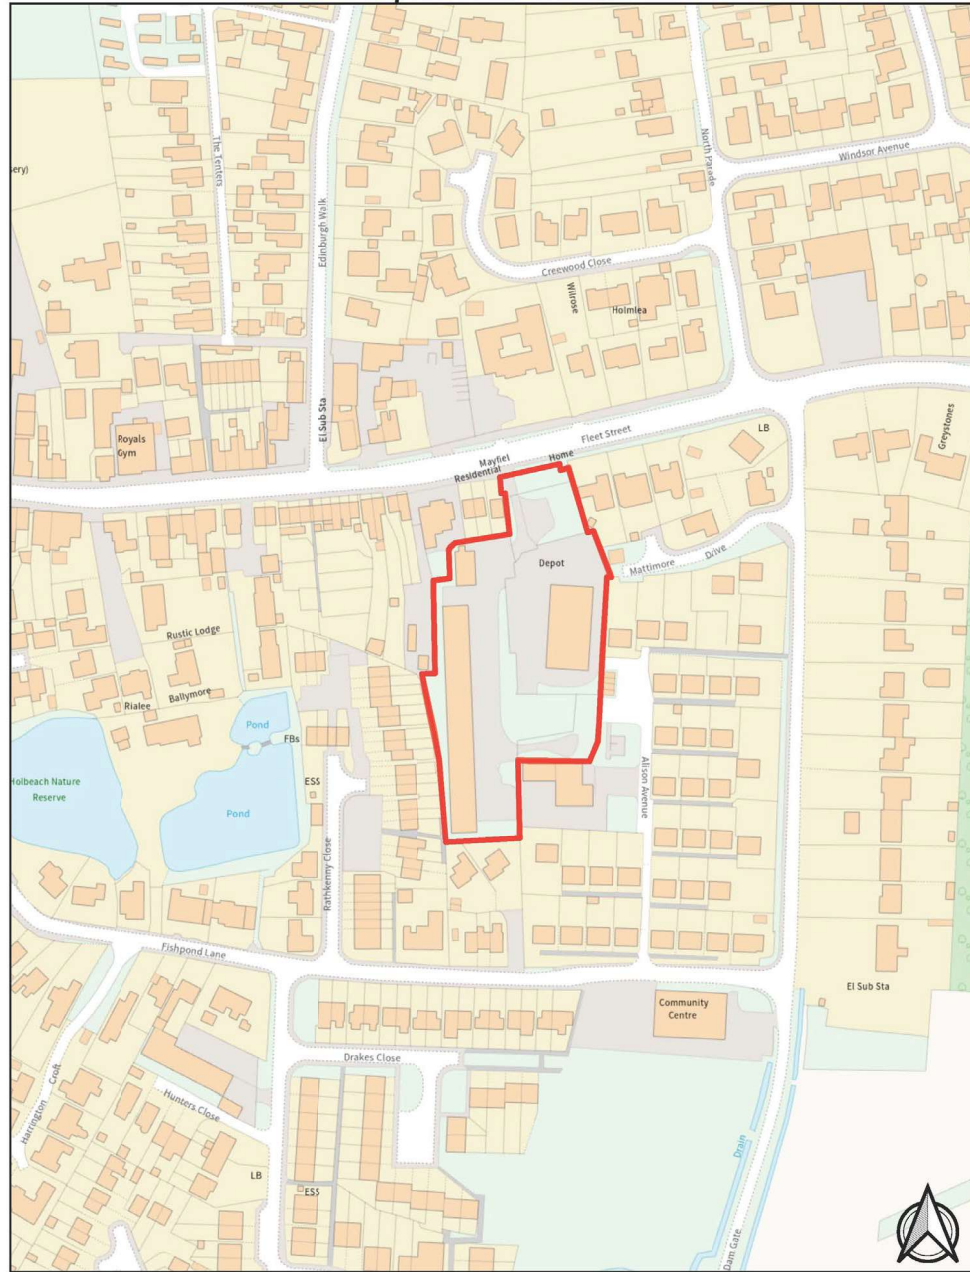 The Tenters
Edinburgh Walk
North Parade
Windsor Avenue
sery)
Creewood Close
Wilrose
Holmlea
El Sub Sta
Royals
Gym
Fleet Street
Mayfiel
Home
Residential
LB
Greystones
Depot
Mattimore
Drive
Rustic Lodge
Ballymore
Rialee
Pond
FBs
Holbeach Nature
Reserve
ESS
Pond
Alison Avenue
Rathkenny Close
Fishpond Lane
El Sub Sta
Community
Centre
Drakes Close
Harrington
Croft
Hunters Close
Drain
LB
ESS
Dam Gate